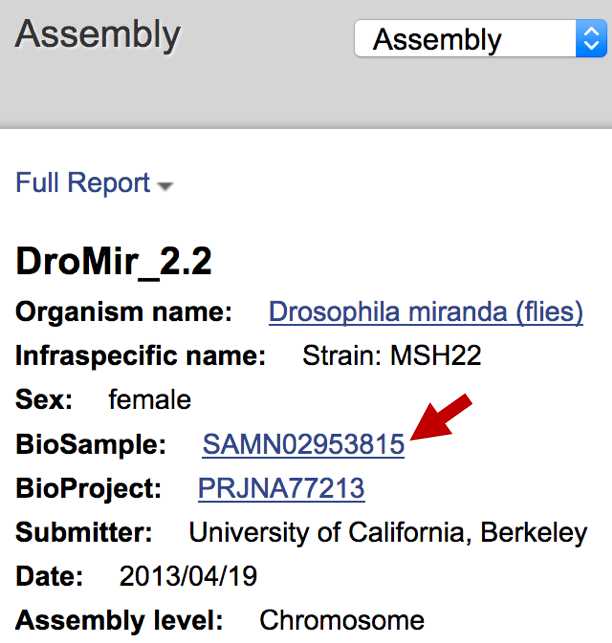 Assembly
Assembly
Full Report
DroMir_2.2
Organism name: Drosophila miranda (flies)
Infraspecific name: Strain: MSH22
Sex: female
BioSample: SAMN02953815
BioProject: PRJNA77213
Submitter: University of California, Berkeley
Date: 2013/04/19
Assembly level: Chromosome